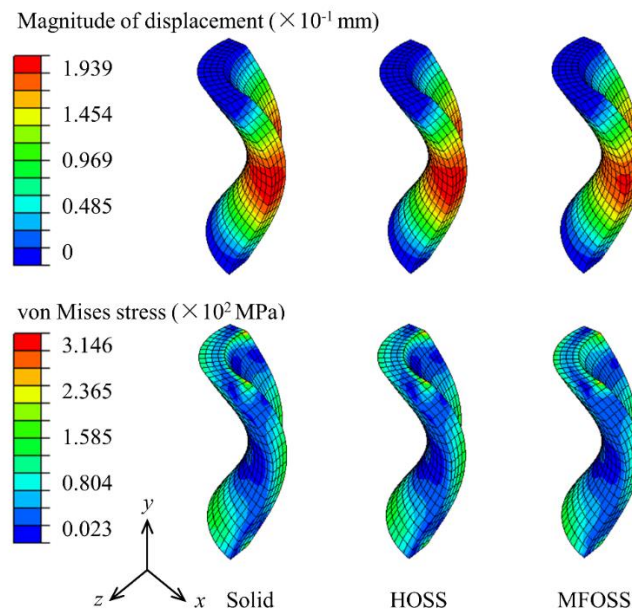 Magnitude of displacement (×10⁻¹ mm)
1.939
1.454
0.969
0.485
0
von Mises stress (×10² MPa)
3.146
2.365
1.585
0.804
0.023
y
z
x
Solid
HOSS
MFOSS